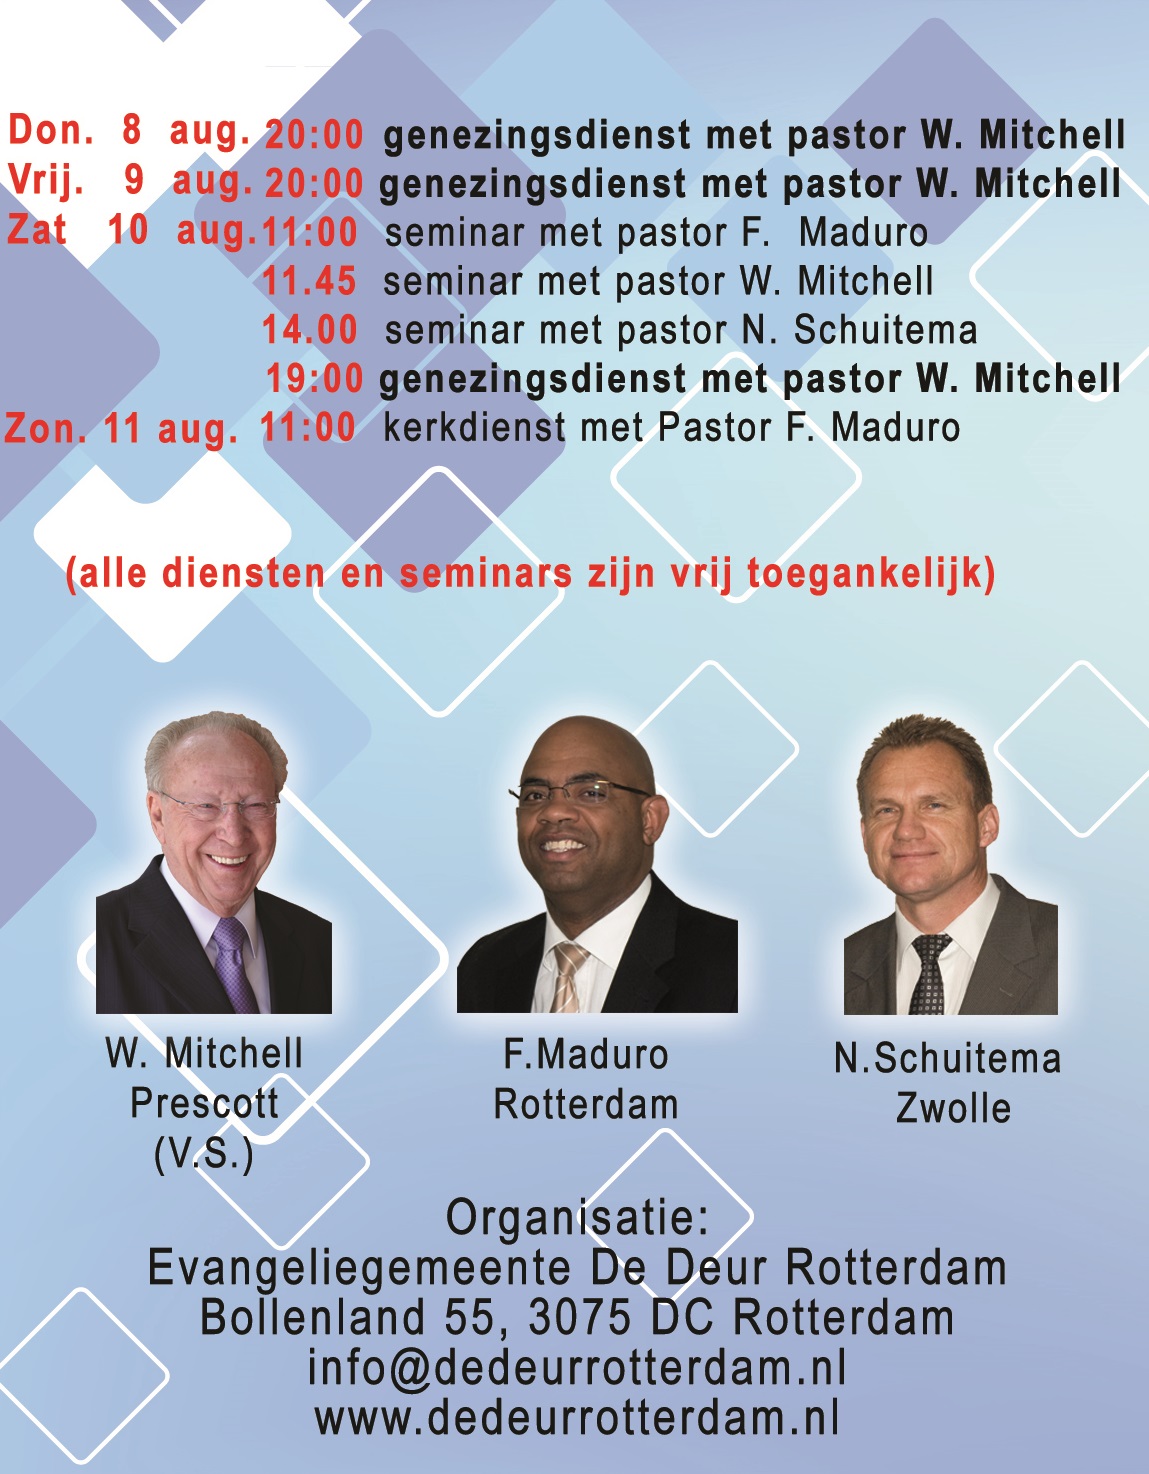 Don. 8 aug. 20:00 genezingsdienst met pastor W. Mitchell
Vrij. 9 aug. 20:00 genezingsdienst met pastor W. Mitchell
Zat 10 aug. 11:00 seminar met pastor F. Maduro
11.45 seminar met pastor W. Mitchell
14.00 seminar met pastor N. Schuitema
19:00 genezingsdienst met pastor W. Mitchell
Zon. 11 aug. 11:00 kerkdienst met Pastor F. Maduro
(alle diensten en seminars zijn vrij toegankelijk)
W. Mitchell
Prescott
(V.S.)
F.Maduro
Rotterdam
N.Schuitema
Zwolle
Organisatie:
Evangeliegemeente De Deur Rotterdam
Bollenland 55, 3075 DC Rotterdam
info@dedeurrotterdam.nl
www.dedeurrotterdam.nl